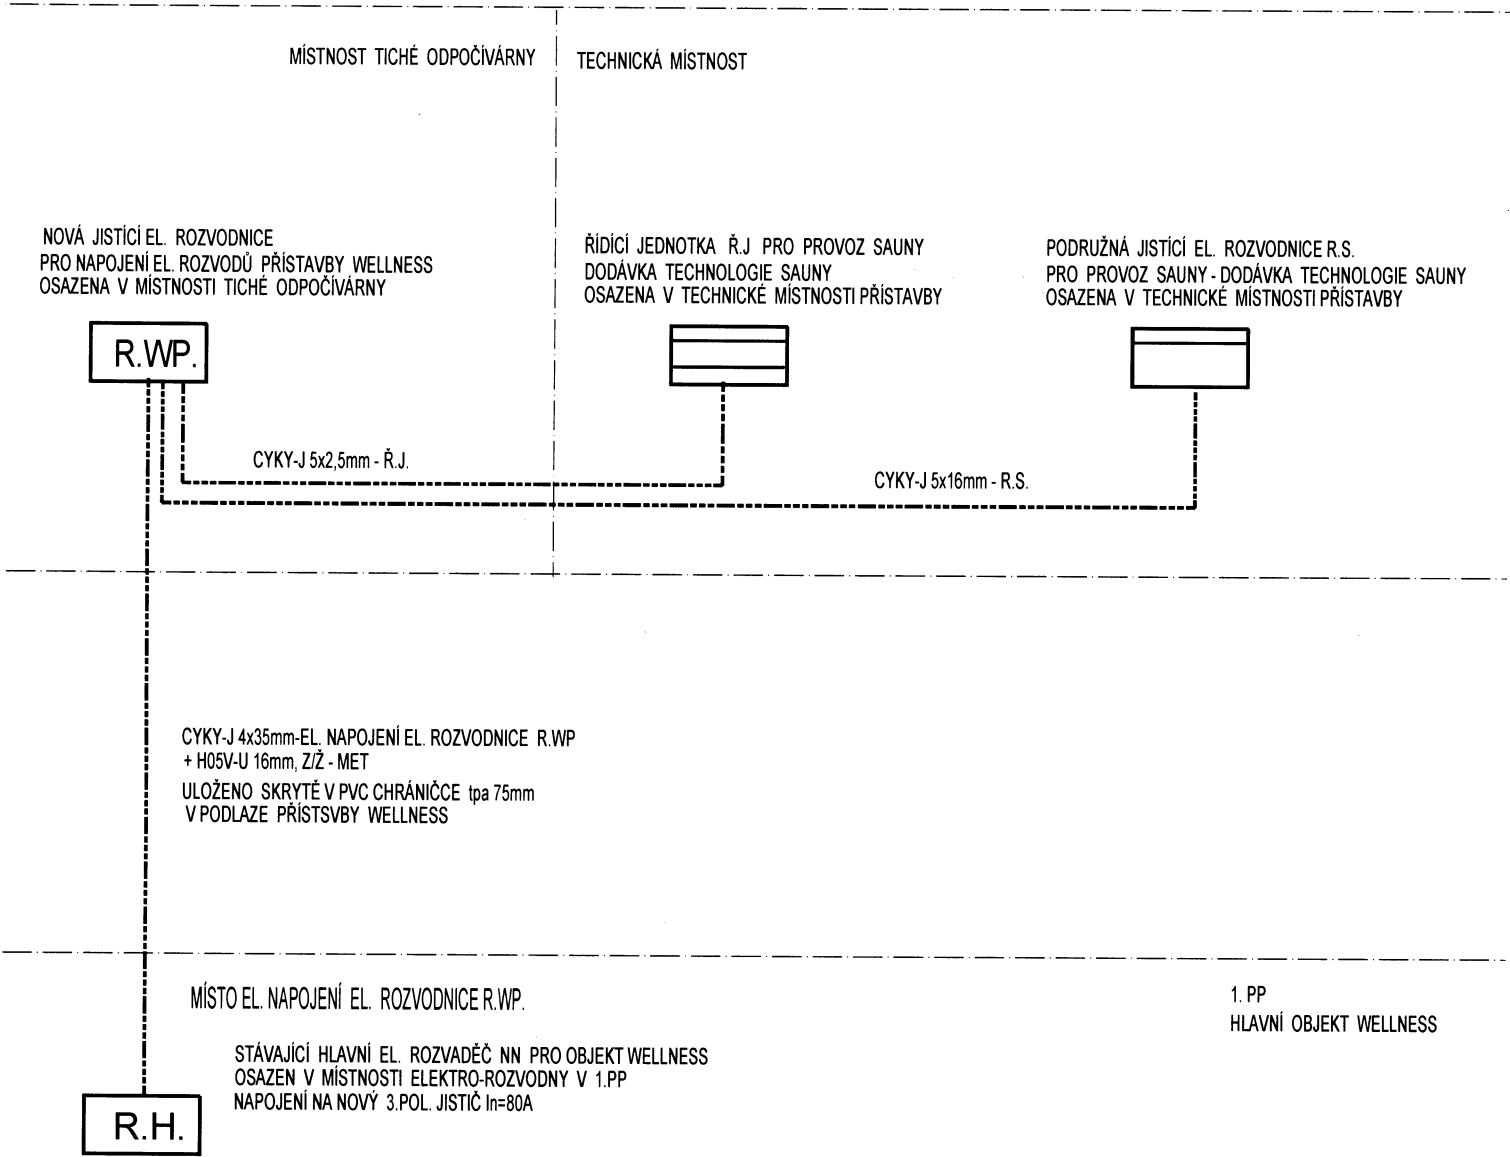 MÍSTNOST TICHÉ ODPOČÍVÁRNY
TECHNICKÁ MÍSTNOST
NOVÁ JISTÍCÍ EL. ROZVODNICE
PRO NAPOJENÍ EL. ROZVODŮ PŘÍSTAVBY WELLNESS
OSAZENA V MÍSTNOSTI TICHÉ ODPOČÍVÁRNY
R.WP.
ŘÍDÍCÍ JEDNOTKA Ř.J PRO PROVOZ SAUNY
DODÁVKA TECHNOLOGIE SAUNY
OSAZENA V TECHNICKÉ MÍSTNOSTI PŘÍSTAVBY
PODRUŽNÁ JISTÍCÍ EL. ROZVODNICE R.S.
PRO PROVOZ SAUNY - DODÁVKA TECHNOLOGIE SAUNY
OSAZENA V TECHNICKÉ MÍSTNOSTI PŘÍSTAVBY
CYKY-J 5x2,5mm - Ř.J.
CYKY-J 5x16mm - R.S.
CYKY-J 4x35mm-EL. NAPOJENÍ EL. ROZVODNICE R.WP
+ H05V-U 16mm, Z/Ž - MET
ULOŽENO SKRYTĚ V PVC CHRÁNIČCE tpa 75mm
V PODLAZE PŘÍSTSVBY WELLNESS
MÍSTO EL. NAPOJENÍ EL. ROZVODNICE R.WP.
1. PP
HLAVNÍ OBJEKT WELLNESS
STÁVAJÍCÍ HLAVNÍ EL. ROZVADĚČ NN PRO OBJEKT WELLNESS
OSAZEN V MÍSTNOSTI ELEKTRO-ROZVODNY V 1.PP
NAPOJENÍ NA NOVÝ 3.POL. JISTIČ In=80A
R.H.